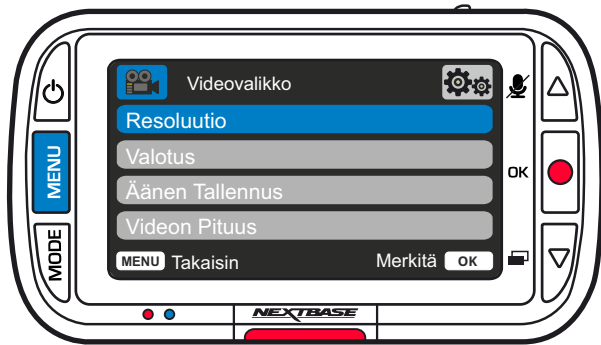 Videovalikko
Resoluutio
MENU
Valotus
OK
Äänen Tallennus
MODE
Videon Pituus
MENU Takaisin Merkitä OK
NEXTBASE